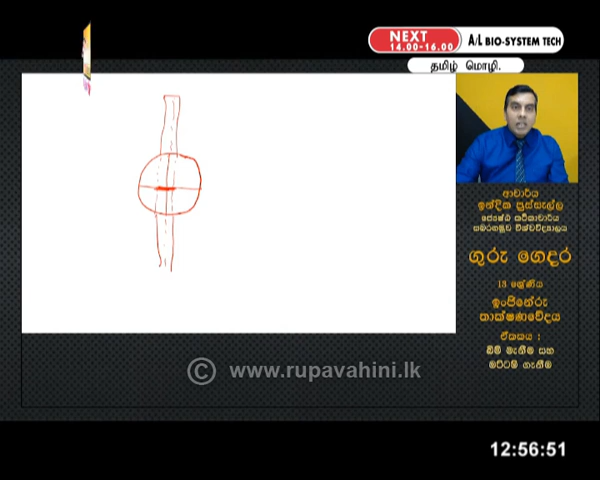 NEXT
14.00-16.00
A/L BIO-SYSTEM TECH
தமிழ் மொழி.
ආචාර්ය
ඉන්දික පුස්සැල්ල
ජ්‍යෙෂ්ඨ කථිකාචාර්ය
සබරගමුව විශ්වවිද්‍යාලය
ගුරු ගෙදර
13 ශ්‍රේණිය
ඉංජිනේරු
තාක්ෂණවේදය
ඒකකය :
බිම් මැනීම සහ
මට්ටම් ගැනීම
© www.rupavahini.lk
12:56:51